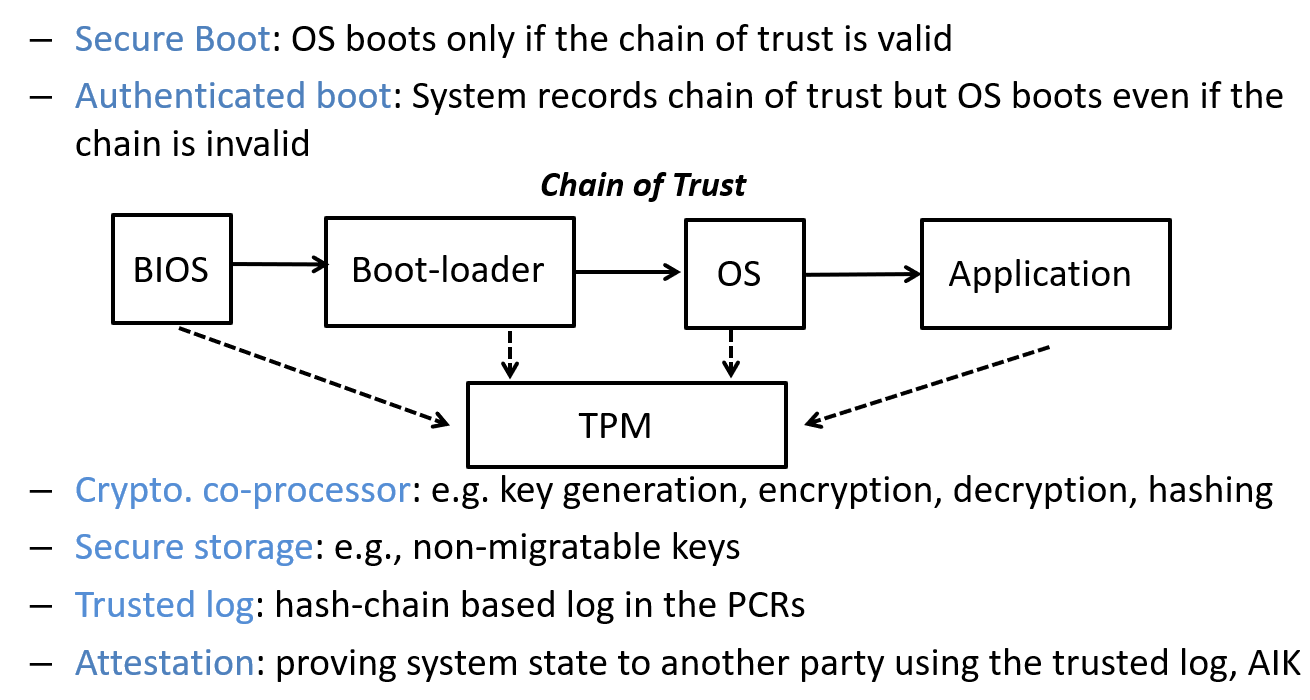 – Secure Boot: OS boots only if the chain of trust is valid
– Authenticated boot: System records chain of trust but OS boots even if the
chain is invalid
Chain of Trust
BIOS
Boot-loader
OS
Application
TPM
– Crypto. co-processor: e.g. key generation, encryption, decryption, hashing
– Secure storage: e.g., non-migratable keys
– Trusted log: hash-chain based log in the PCRs
– Attestation: proving system state to another party using the trusted log, AIK